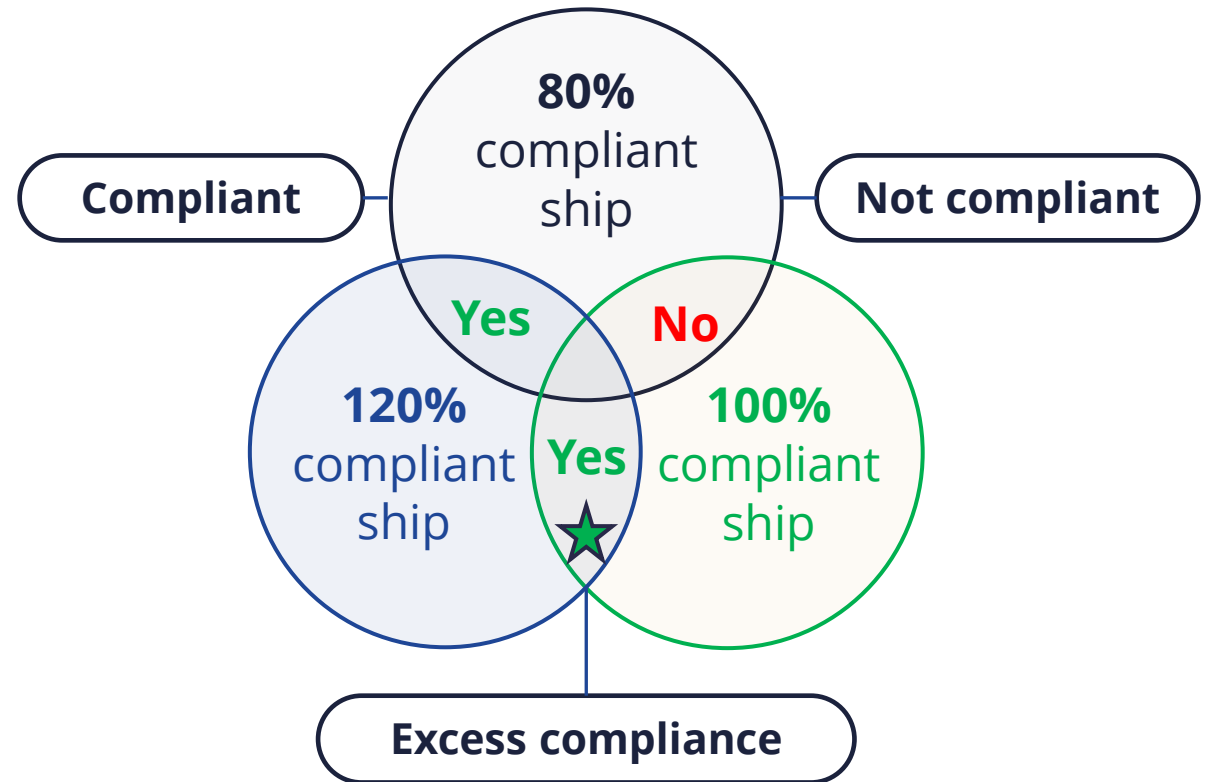 80%
compliant
ship
Compliant
Not compliant
Yes
No
120%
compliant
ship
Yes
100%
compliant
ship
Excess compliance